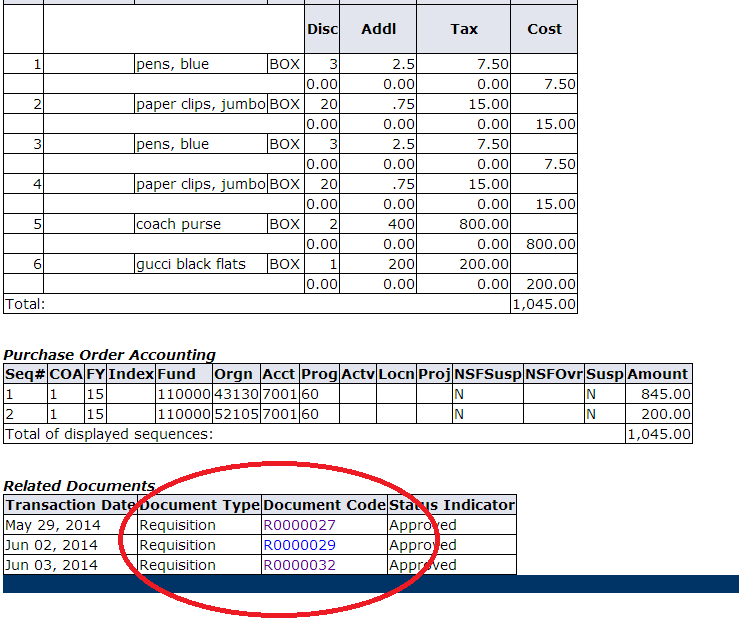 Disc Addl Tax Cost
1 pens, blue BOX 3 2.5 7.50
0.00 0.00 0.00 7.50
2 paper clips, jumbo BOX 20 .75 15.00
0.00 0.00 0.00 15.00
3 pens, blue BOX 3 2.5 7.50
0.00 0.00 0.00 7.50
4 paper clips, jumbo BOX 20 .75 15.00
0.00 0.00 0.00 15.00
5 coach purse BOX 2 400 800.00
0.00 0.00 0.00 800.00
6 gucci black flats BOX 1 200 200.00
0.00 0.00 0.00 200.00
Total: 1,045.00
Purchase Order Accounting
Seq# COA FY Index Fund Orgn Acct Prog Actv Locn Proj NSFSusp NSFOvr Susp Amount
1 1 15 110000 43130 7001 60 N N 845.00
2 1 15 110000 52105 7001 60 N N 200.00
Total of displayed sequences: 1,045.00
Related Documents
Transaction Date Document Type Document Code Status Indicator
May 29, 2014 Requisition R0000027 Approved
Jun 02, 2014 Requisition R0000029 Approved
Jun 03, 2014 Requisition R0000032 Approved